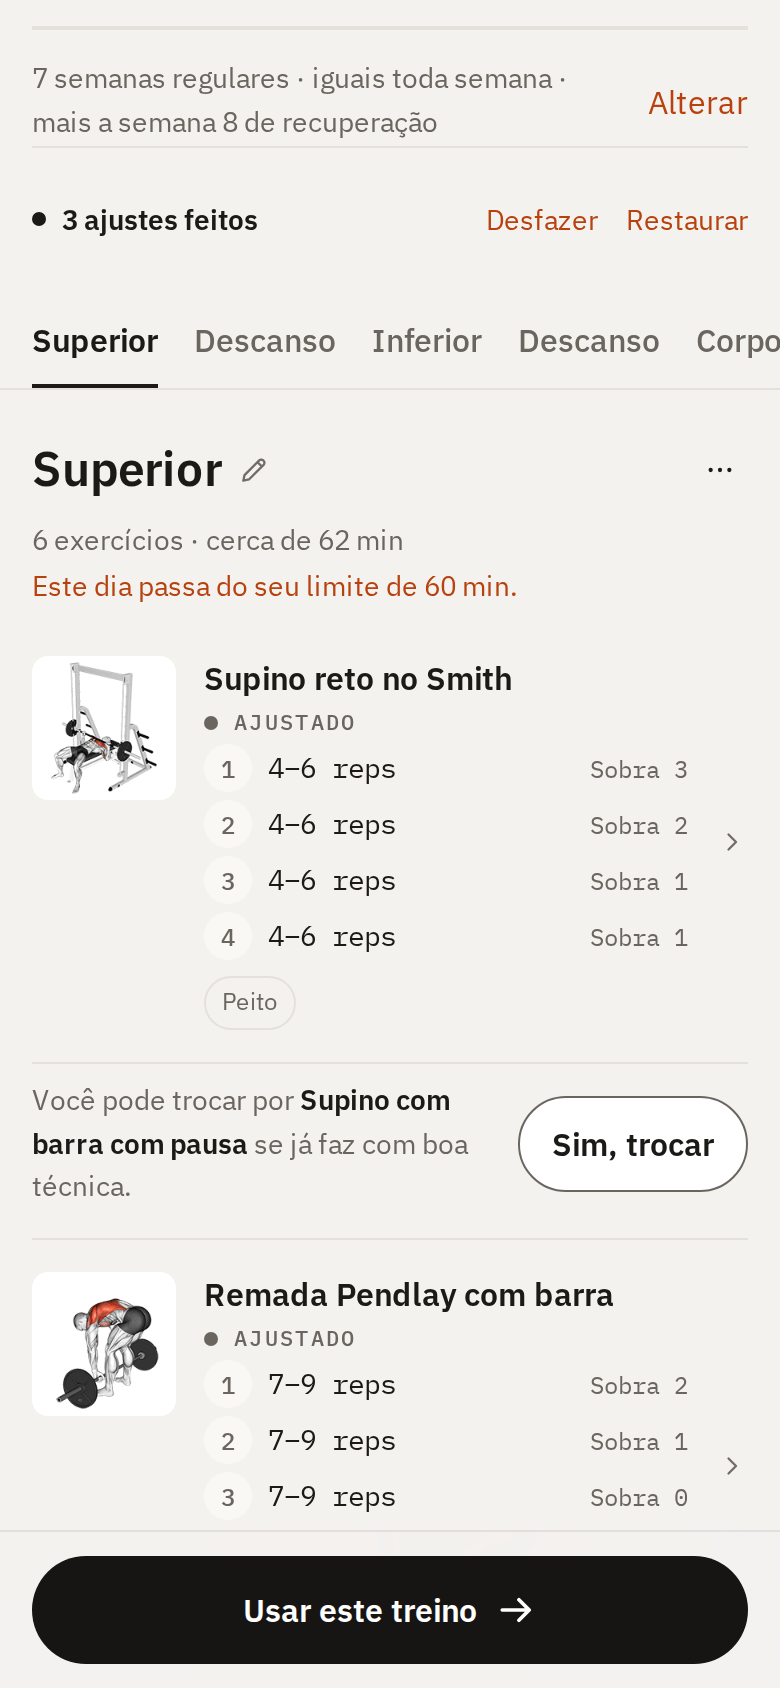 7 semanas regulares · iguais toda semana ·
mais a semana 8 de recuperação
Alterar
3 ajustes feitos
Desfazer
Restaurar
Superior
Descanso
Inferior
Descanso
Corpo
Superior
...
6 exercícios · cerca de 62 min
Este dia passa do seu limite de 60 min.
Supino reto no Smith
AJUSTADO
1 4–6 reps Sobra 3
2 4–6 reps Sobra 2
3 4–6 reps Sobra 1
4 4–6 reps Sobra 1
Peito
Você pode trocar por Supino com
barra com pausa se já faz com boa
técnica.
Sim, trocar
Remada Pendlay com barra
AJUSTADO
1 7–9 reps Sobra 2
2 7–9 reps Sobra 1
3 7–9 reps Sobra 0
Usar este treino →